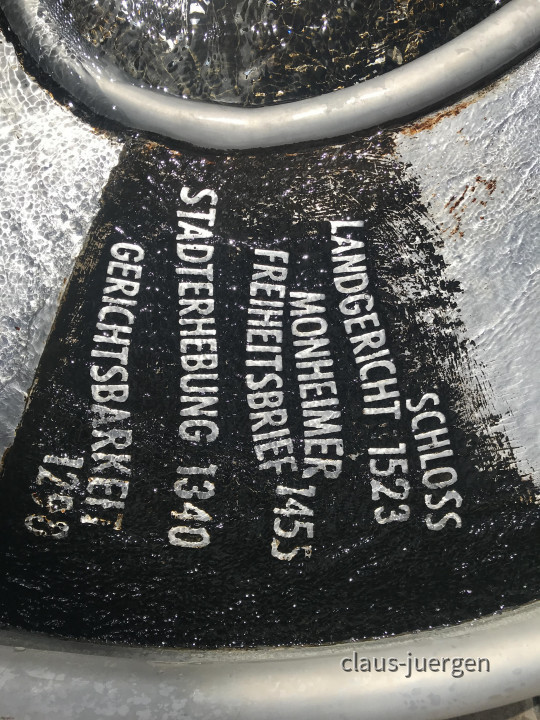 SCHLOSS
LANDGERICHT 1523
MONHEIMER
FREIHEITSBRIEF 1455
STADTERHEBUNG 1340
GERICHTSBARKEIT
claus-juergen